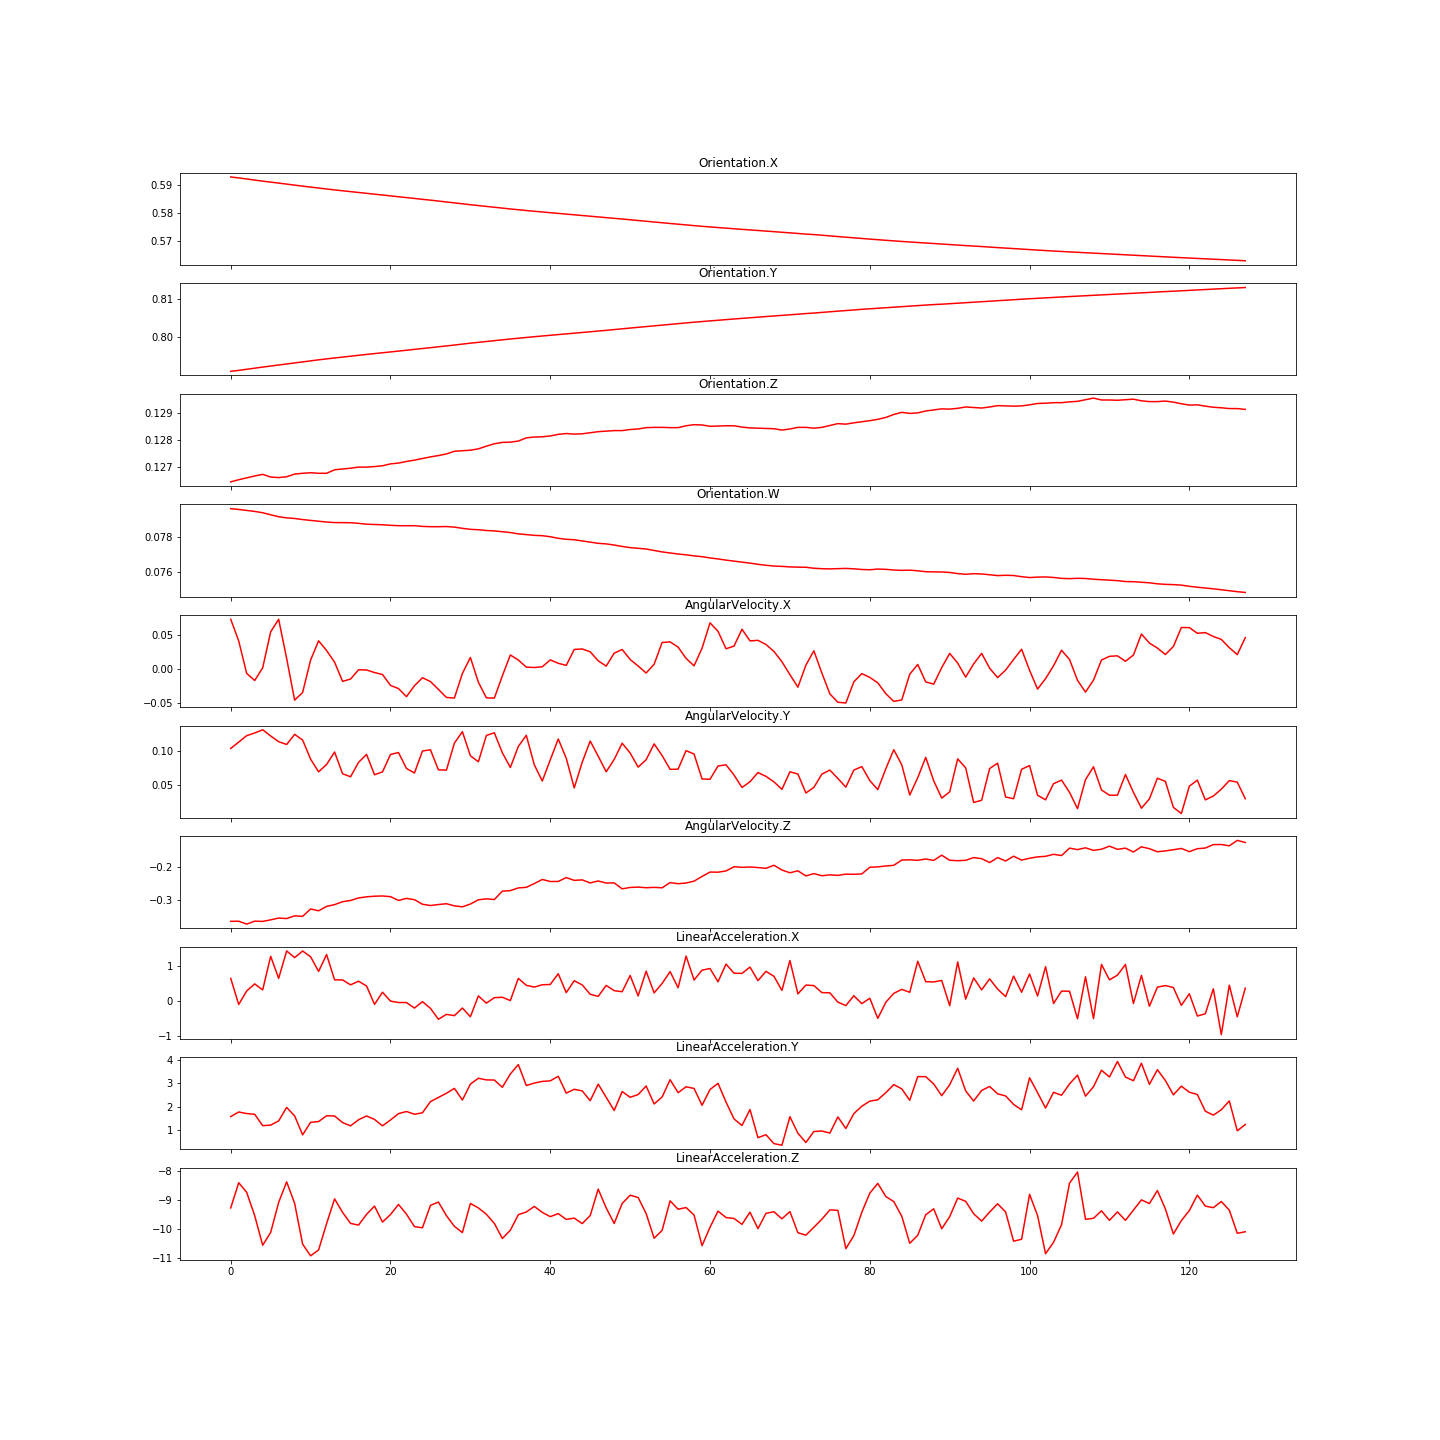 Orientation.X
0.59
0.58
0.57
Orientation.Y
0.81
0.80
Orientation.Z
0.129
0.128
0.127
Orientation.W
0.078
0.076
AngularVelocity.X
0.05
0.00
−0.05
AngularVelocity.Y
0.10
0.05
AngularVelocity.Z
−0.2
−0.3
LinearAcceleration.X
1
0
−1
LinearAcceleration.Y
4
3
2
1
LinearAcceleration.Z
−8
−9
−10
−11
0 20 40 60 80 100 120